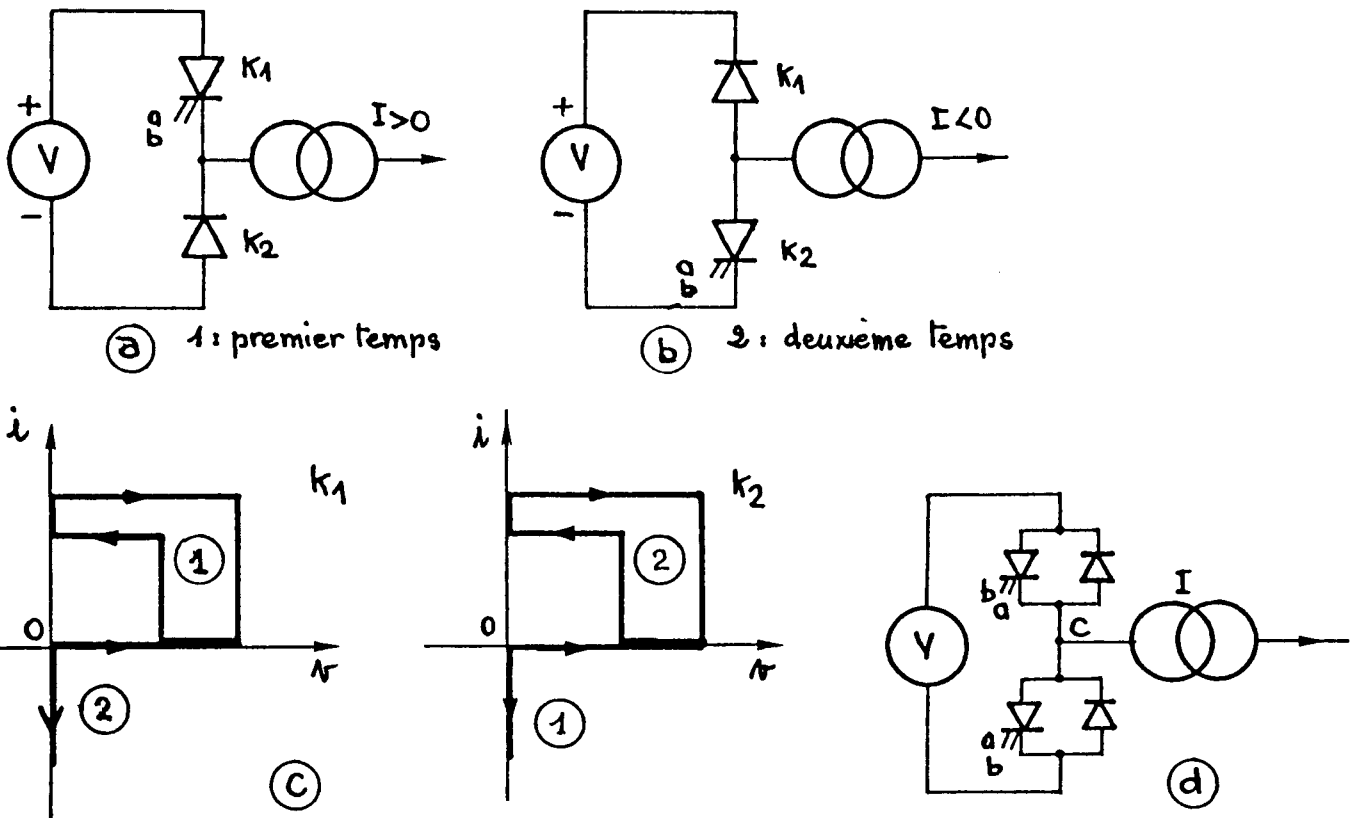 K1
a
b
+
V
-
I>0
K2
a 1: premier temps
K1
+
V
-
I<0
a
b
K2
b 2: deuxième temps
i
K1
1
0
v
2
c
i
K2
2
0
v
1
b
a
V
C
I
a
b
d